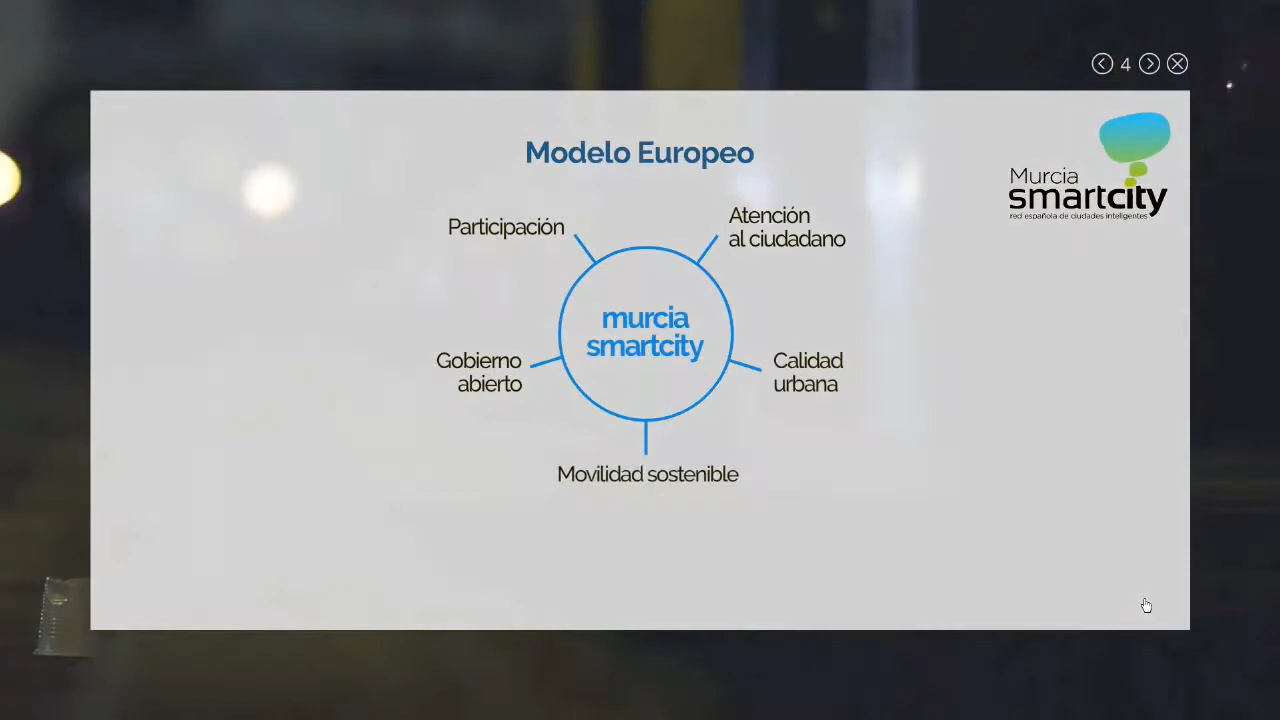 4
Modelo Europeo
Murcia
smartcity
red española de ciudades inteligentes
Participación
Atención
al ciudadano
murcia
smartcity
Gobierno
abierto
Calidad
urbana
Movilidad sostenible